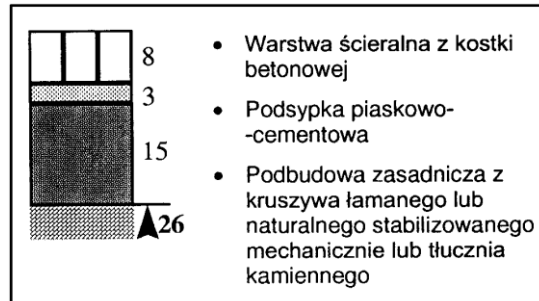 8
3
15
26
• Warstwa ścieralna z kostki
betonowej
• Podsypka piaskowo-
-cementowa
• Podbudowa zasadnicza z
kruszywa łamanego lub
naturalnego stabilizowanego
mechanicznie lub tłucznia
kamiennego